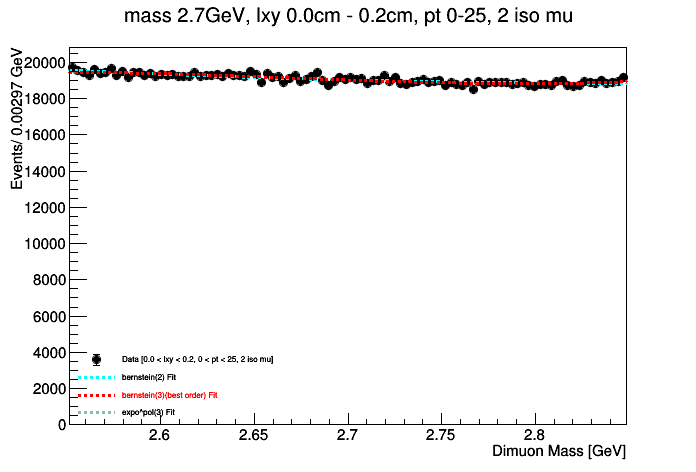 mass 2.7GeV, lxy 0.0cm - 0.2cm, pt 0-25, 2 iso mu
Events/ 0.00297 GeV
20000
18000
16000
14000
12000
10000
8000
6000
4000
2000
0
Data [0.0 < lxy < 0.2, 0 < pt < 25, 2 iso mu]
bernstein(2) Fit
bernstein(3)(best order) Fit
expo^pol(3) Fit
2.6 2.65 2.7 2.75 2.8
Dimuon Mass [GeV]